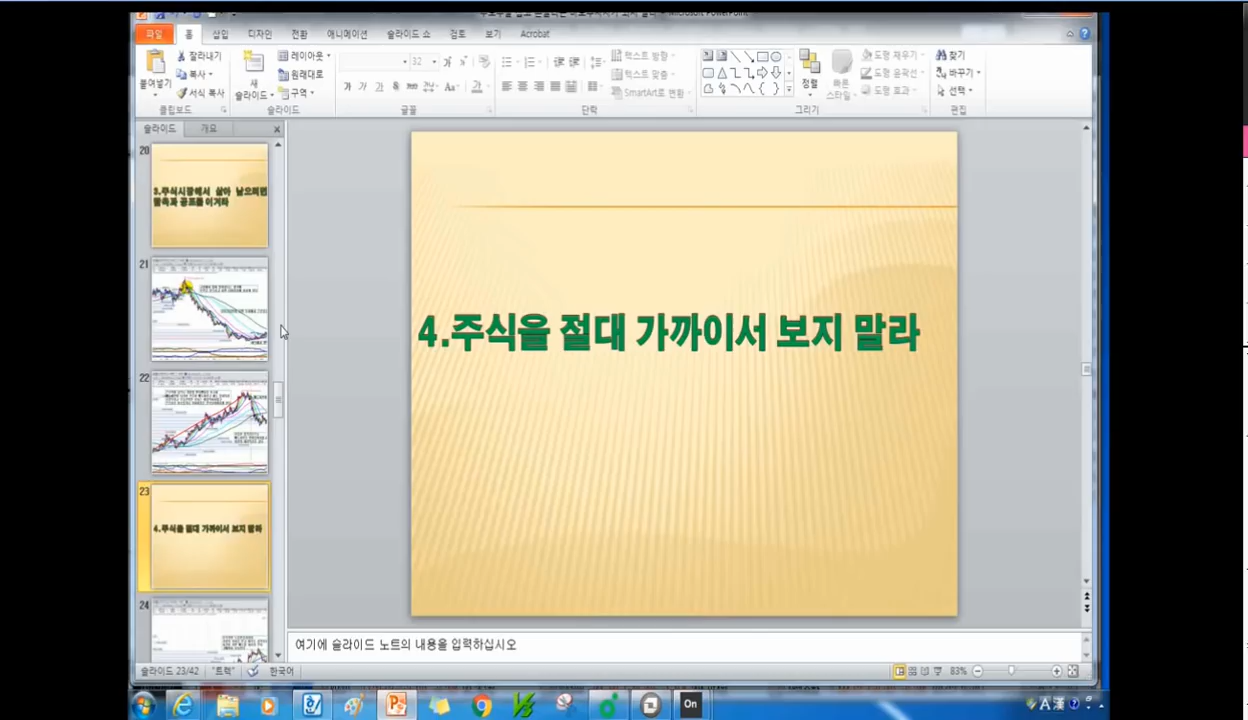 Microsoft PowerPoint
파일 홈 삽입 디자인 전환 애니메이션 슬라이드 쇼 검토 보기 Acrobat
잘라내기
복사
서식 복사
붙여넣기
클립보드
새 슬라이드
레이아웃
원래대로
구역
슬라이드
32
글꼴
텍스트 방향
텍스트 맞춤
SmartArt로 변환
단락
정렬
빠른 스타일
도형 채우기
도형 윤곽선
도형 효과
그리기
찾기
바꾸기
선택
편집
슬라이드 개요
20
3.주식시장에서 살아 남으려면
탐욕과 공포를 이겨라
21
22
23
4.주식을 절대 가까이서 보지 말라
24
4.주식을 절대 가까이서 보지 말라
여기에 슬라이드 노트의 내용을 입력하십시오
슬라이드 23/42 "트랙" 한국어 83%
On
A 漢